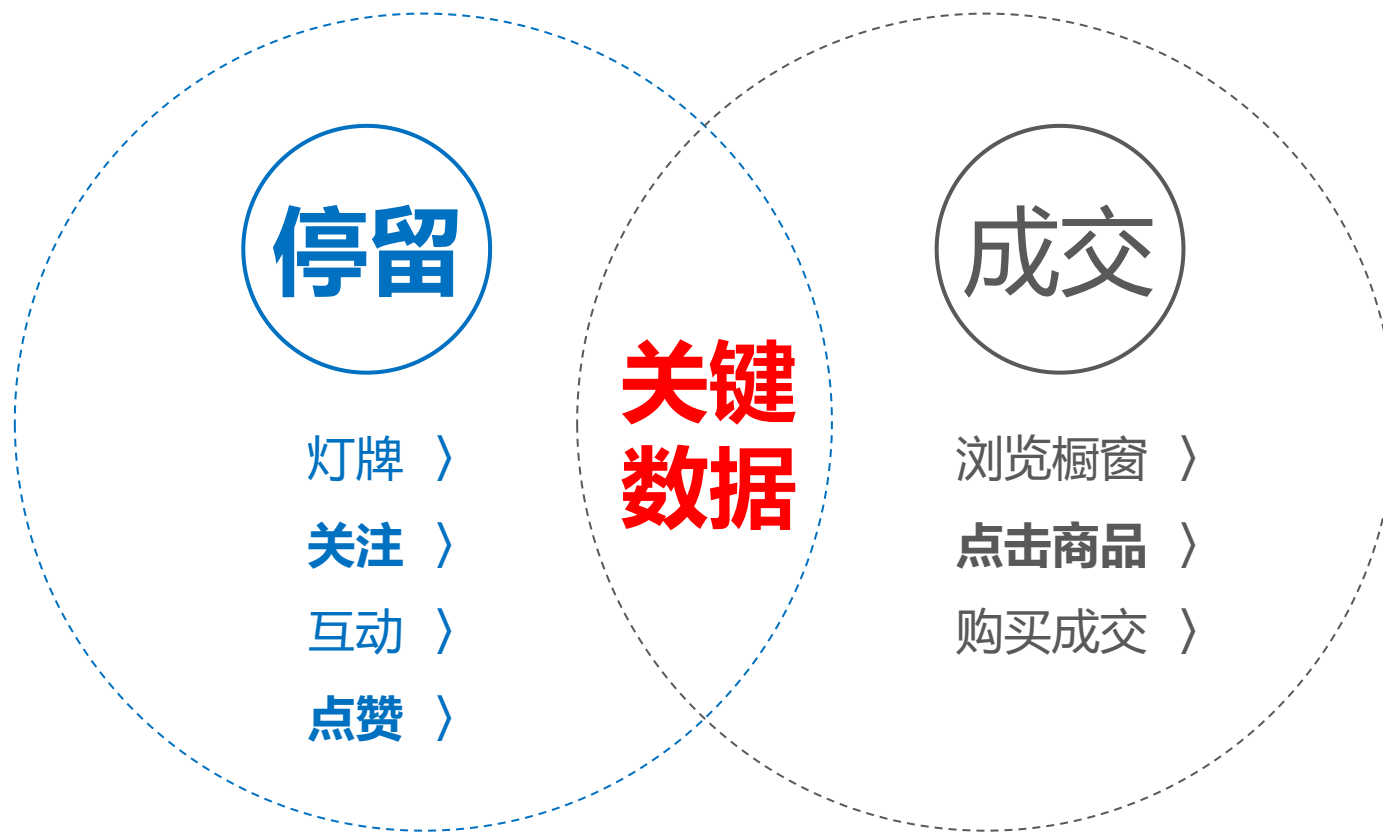 停留
灯牌 〉
关注 〉
互动 〉
点赞 〉
关键
数据
成交
浏览橱窗 〉
点击商品 〉
购买成交 〉